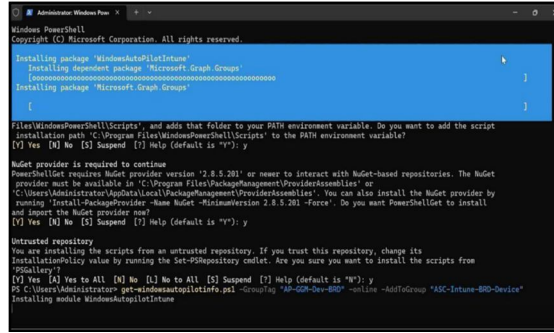 Administrator: Windows Powe
Windows PowerShell
Copyright (C) Microsoft Corporation. All rights reserved.
Installing package 'WindowsAutoPilotIntune'
Installing dependent package 'Microsoft.Graph.Groups'
[oooooooooooooooooooooooooooooooooooooooooooooooooooooooooo ]
Installing package 'Microsoft.Graph.Groups'
[ ]
Files\WindowsPowerShell\Scripts', and adds that folder to your PATH environment variable. Do you want to add the script
installation path 'C:\Program Files\WindowsPowerShell\Scripts' to the PATH environment variable?
[Y] Yes [N] No [S] Suspend [?] Help (default is "Y"): y
NuGet provider is required to continue
PowerShellGet requires NuGet provider version '2.8.5.201' or newer to interact with NuGet-based repositories. The NuGet
provider must be available in 'C:\Program Files\PackageManagement\ProviderAssemblies' or
'C:\Users\Administrator\AppData\Local\PackageManagement\ProviderAssemblies'. You can also install the NuGet provider by
running 'Install-PackageProvider -Name NuGet -MinimumVersion 2.8.5.201 -Force'. Do you want PowerShellGet to install
and import the NuGet provider now?
[Y] Yes [N] No [S] Suspend [?] Help (default is "Y"): y
Untrusted repository
You are installing the scripts from an untrusted repository. If you trust this repository, change its
InstallationPolicy value by running the Set-PSRepository cmdlet. Are you sure you want to install the scripts from
'PSGallery'?
[Y] Yes [A] Yes to All [N] No [L] No to All [S] Suspend [?] Help (default is "N"): y
PS C:\Users\Administrator> get-windowsautopilotinfo.ps1 -GroupTag "AP-GGM-Dev-BRD" -online -AddToGroup "ASC-Intune-BRD-Device"
Installing module WindowsAutopilotIntune